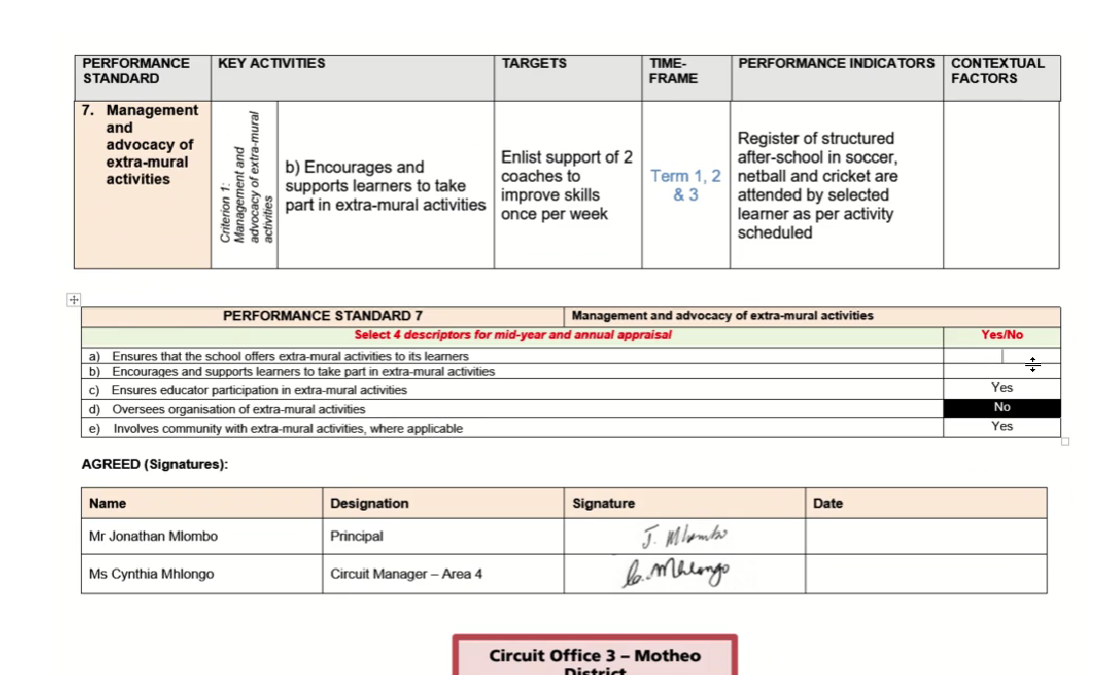 PERFORMANCE STANDARD
KEY ACTIVITIES
TARGETS
TIME-FRAME
PERFORMANCE INDICATORS
CONTEXTUAL FACTORS
7. Management
and
advocacy of
extra-mural
activities
Criterion 1:
Management and
advocacy of extra-mural
activities
b) Encourages and
supports learners to take
part in extra-mural activities
Enlist support of 2
coaches to
improve skills
once per week
Term 1, 2
& 3
Register of structured
after-school in soccer,
netball and cricket are
attended by selected
learner as per activity
scheduled
PERFORMANCE STANDARD 7 Management and advocacy of extra-mural activities
Select 4 descriptors for mid-year and annual appraisal Yes/No
a) Ensures that the school offers extra-mural activities to its learners
b) Encourages and supports learners to take part in extra-mural activities
c) Ensures educator participation in extra-mural activities Yes
d) Oversees organisation of extra-mural activities No
e) Involves community with extra-mural activities, where applicable Yes
AGREED (Signatures):
Name Designation Signature Date
Mr Jonathan Mlombo Principal J. Mlombo
Ms Cynthia Mhlongo Circuit Manager – Area 4 C. Mhlongo
Circuit Office 3 – Motheo
District